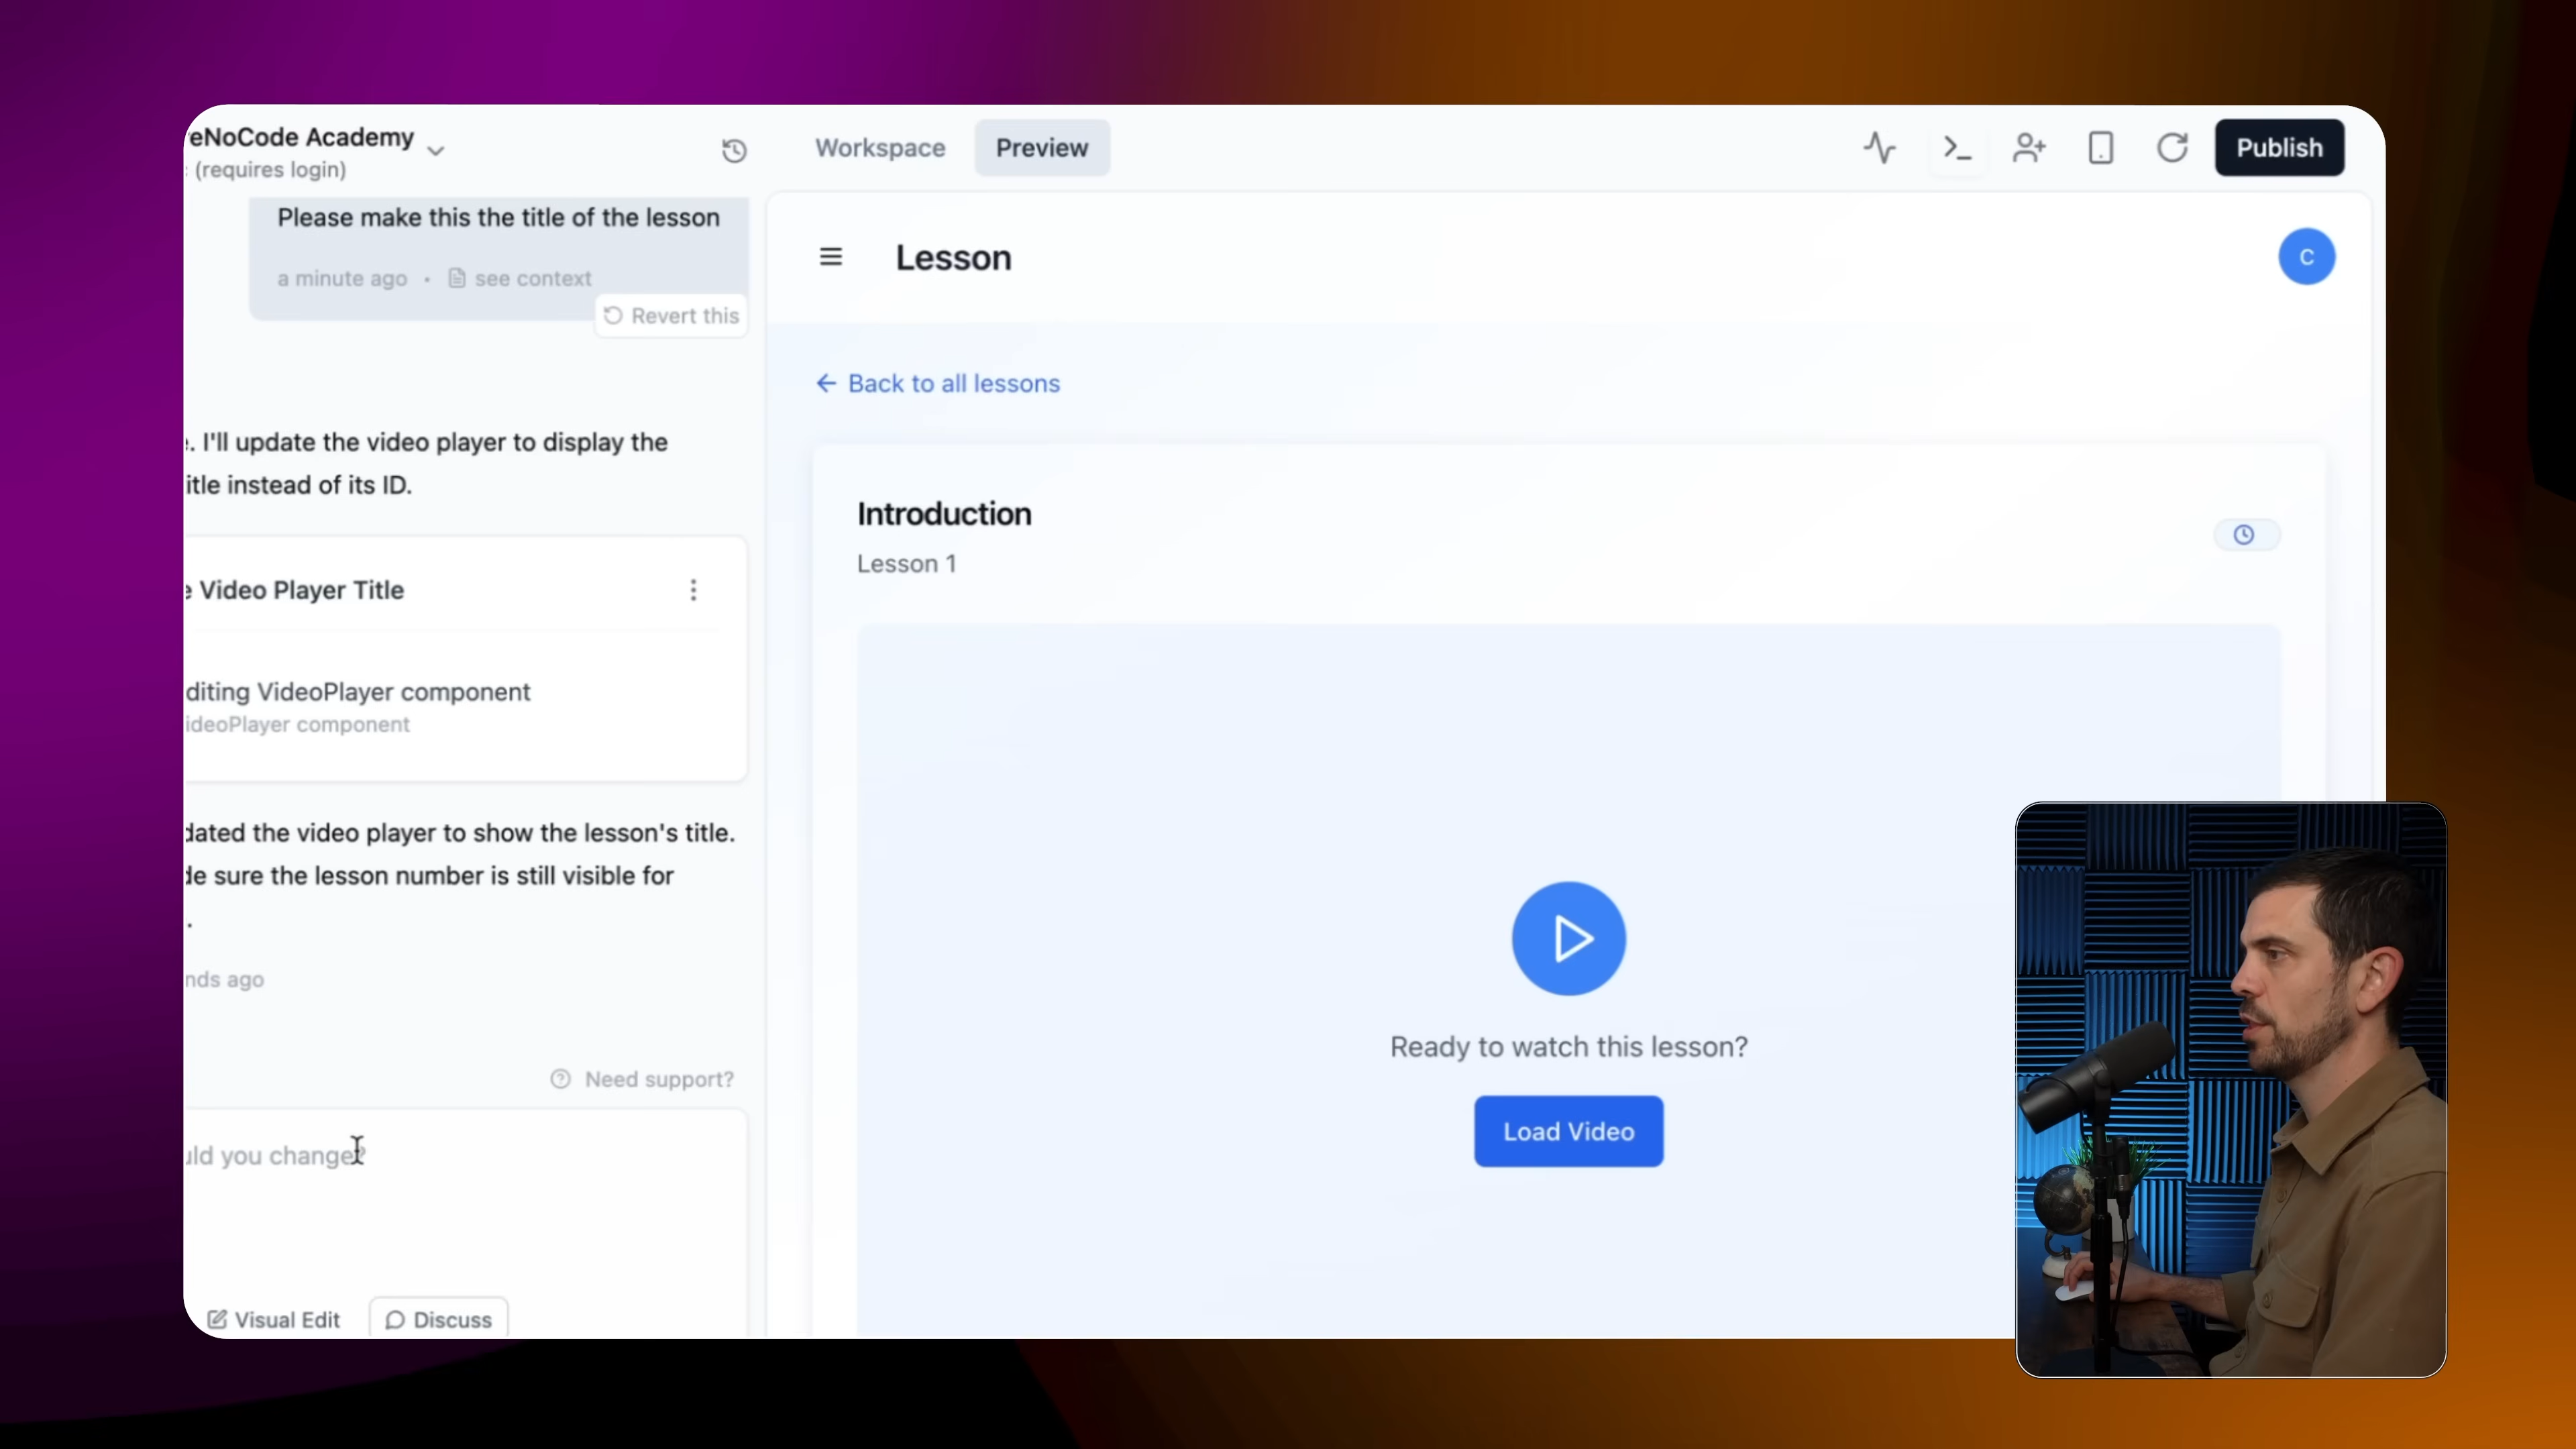 eNoCode Academy
(requires login)
Workspace
Preview
Publish
Please make this the title of the lesson
a minute ago • see context
Revert this
. I'll update the video player to display the
itle instead of its ID.
e Video Player Title
diting VideoPlayer component
ideoPlayer component
dated the video player to show the lesson's title.
de sure the lesson number is still visible for
.
nds ago
Need support?
uld you change?
Visual Edit
Discuss
Lesson
C
Back to all lessons
Introduction
Lesson 1
Ready to watch this lesson?
Load Video